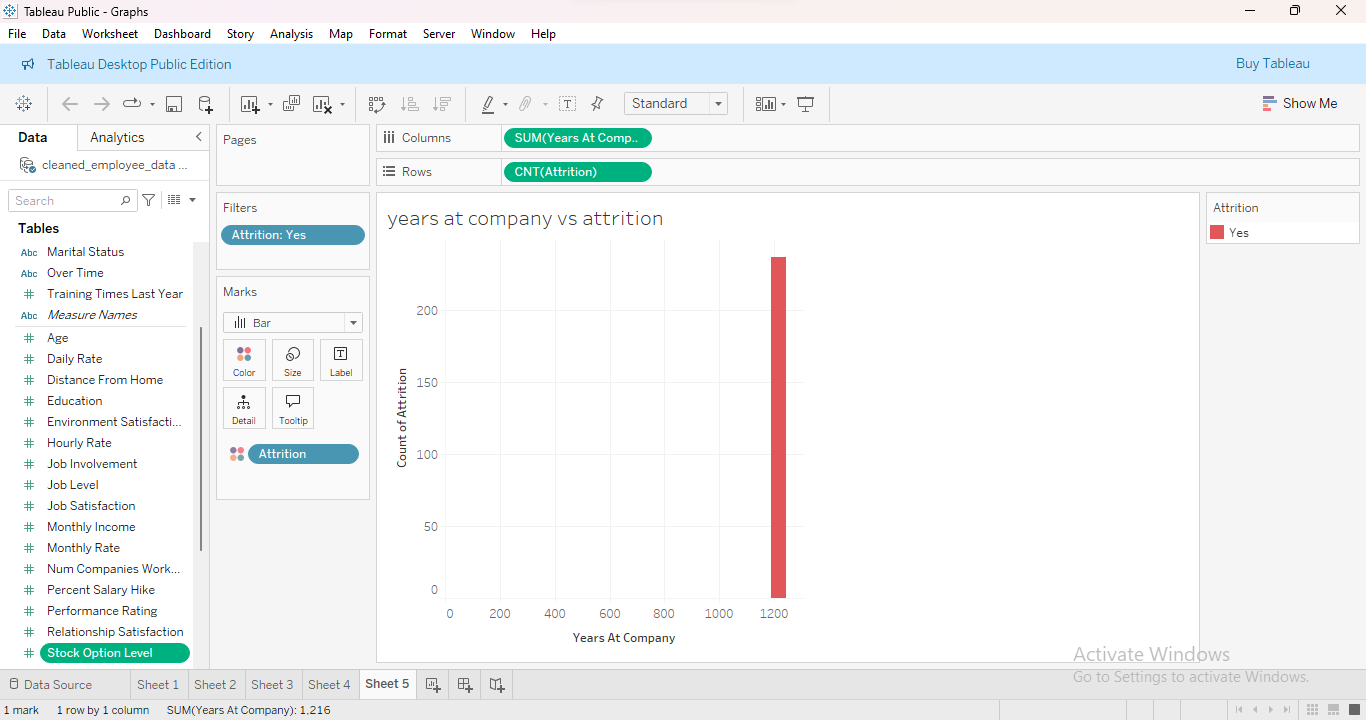 Tableau Public - Graphs
File Data Worksheet Dashboard Story Analysis Map Format Server Window Help
Tableau Desktop Public Edition
Buy Tableau
Standard
Show Me
Data
Analytics
cleaned_employee_data ...
Search
Tables
Abc Marital Status
Abc Over Time
# Training Times Last Year
Abc Measure Names
# Age
# Daily Rate
# Distance From Home
# Education
# Environment Satisfacti...
# Hourly Rate
# Job Involvement
# Job Level
# Job Satisfaction
# Monthly Income
# Monthly Rate
# Num Companies Work...
# Percent Salary Hike
# Performance Rating
# Relationship Satisfaction
# Stock Option Level
Pages
Filters
Attrition: Yes
Marks
Bar
Color
Size
Label
Detail
Tooltip
Attrition
Columns
SUM(Years At Comp..
Rows
CNT(Attrition)
years at company vs attrition
Count of Attrition
200
150
100
50
0
0 200 400 600 800 1000 1200
Years At Company
Attrition
Yes
Activate Windows
Go to Settings to activate Windows.
Data Source
Sheet 1
Sheet 2
Sheet 3
Sheet 4
Sheet 5
1 mark
1 row by 1 column
SUM(Years At Company): 1,216